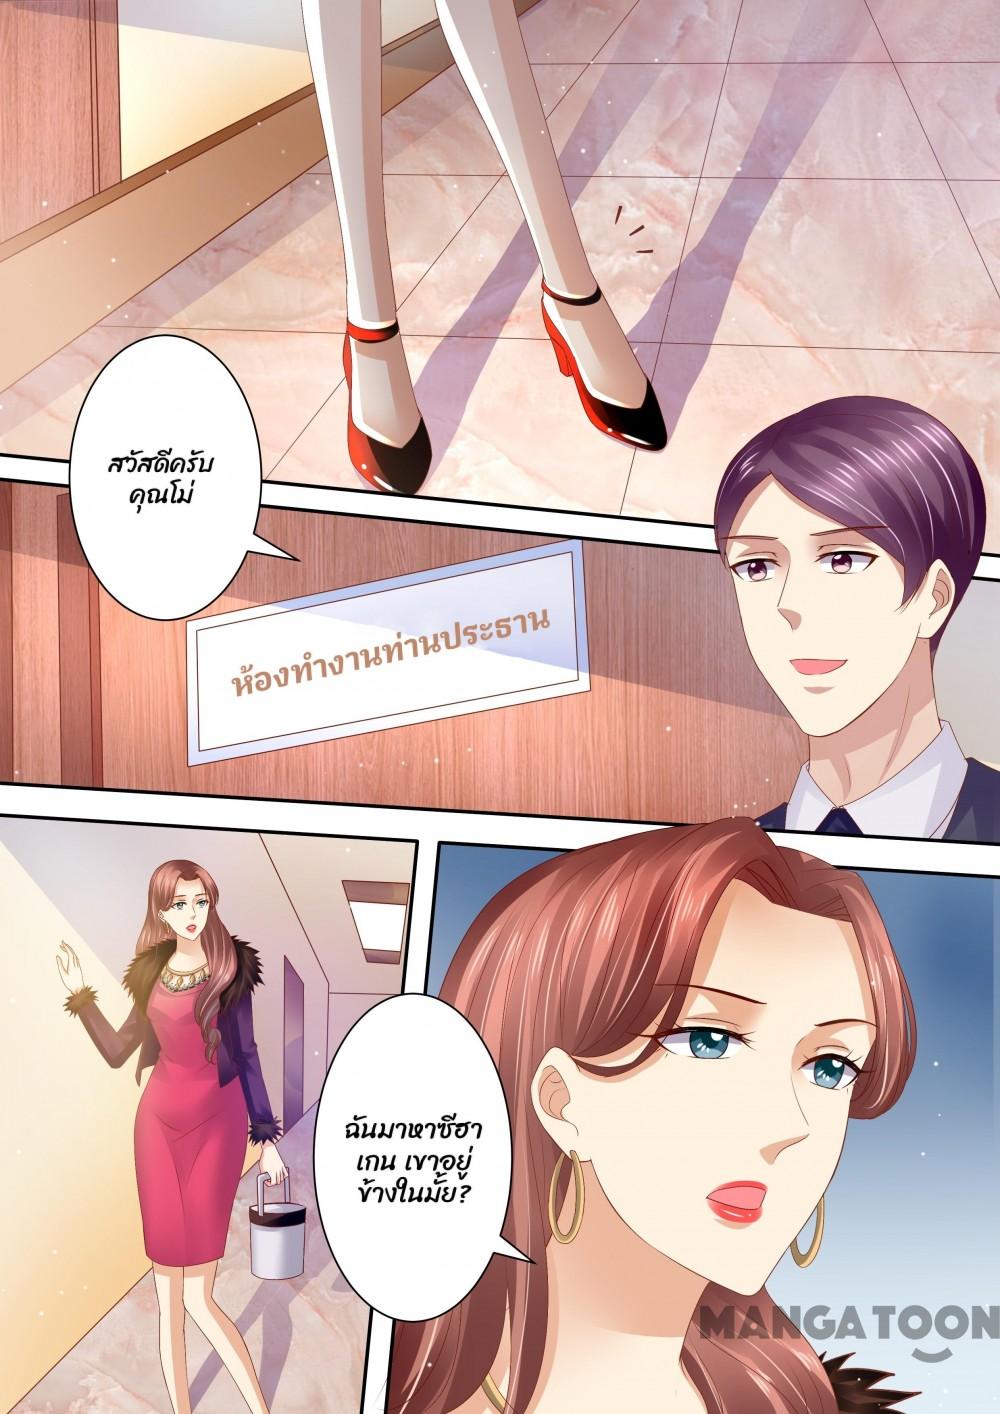 สวัสดีครับ
คุณโม่
ห้องทำงานท่านประธาน
ฉันมาหาซีฮา
เกน เขาอยู่
ข้างในมั้ย?
MANGATOON